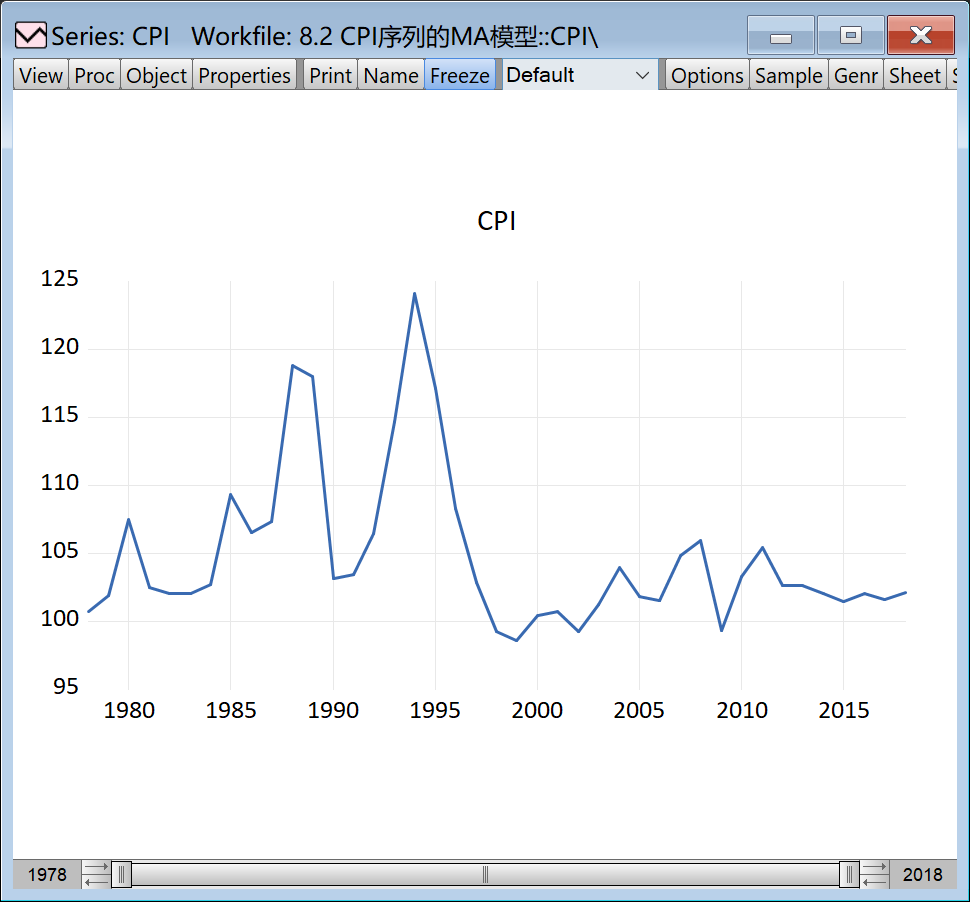 Series: CPI Workfile: 8.2 CPI序列的MA模型::CPI\
View Proc Object Properties Print Name Freeze Default Options Sample Genr Sheet
CPI
125
120
115
110
105
100
95
1980 1985 1990 1995 2000 2005 2010 2015
1978 2018